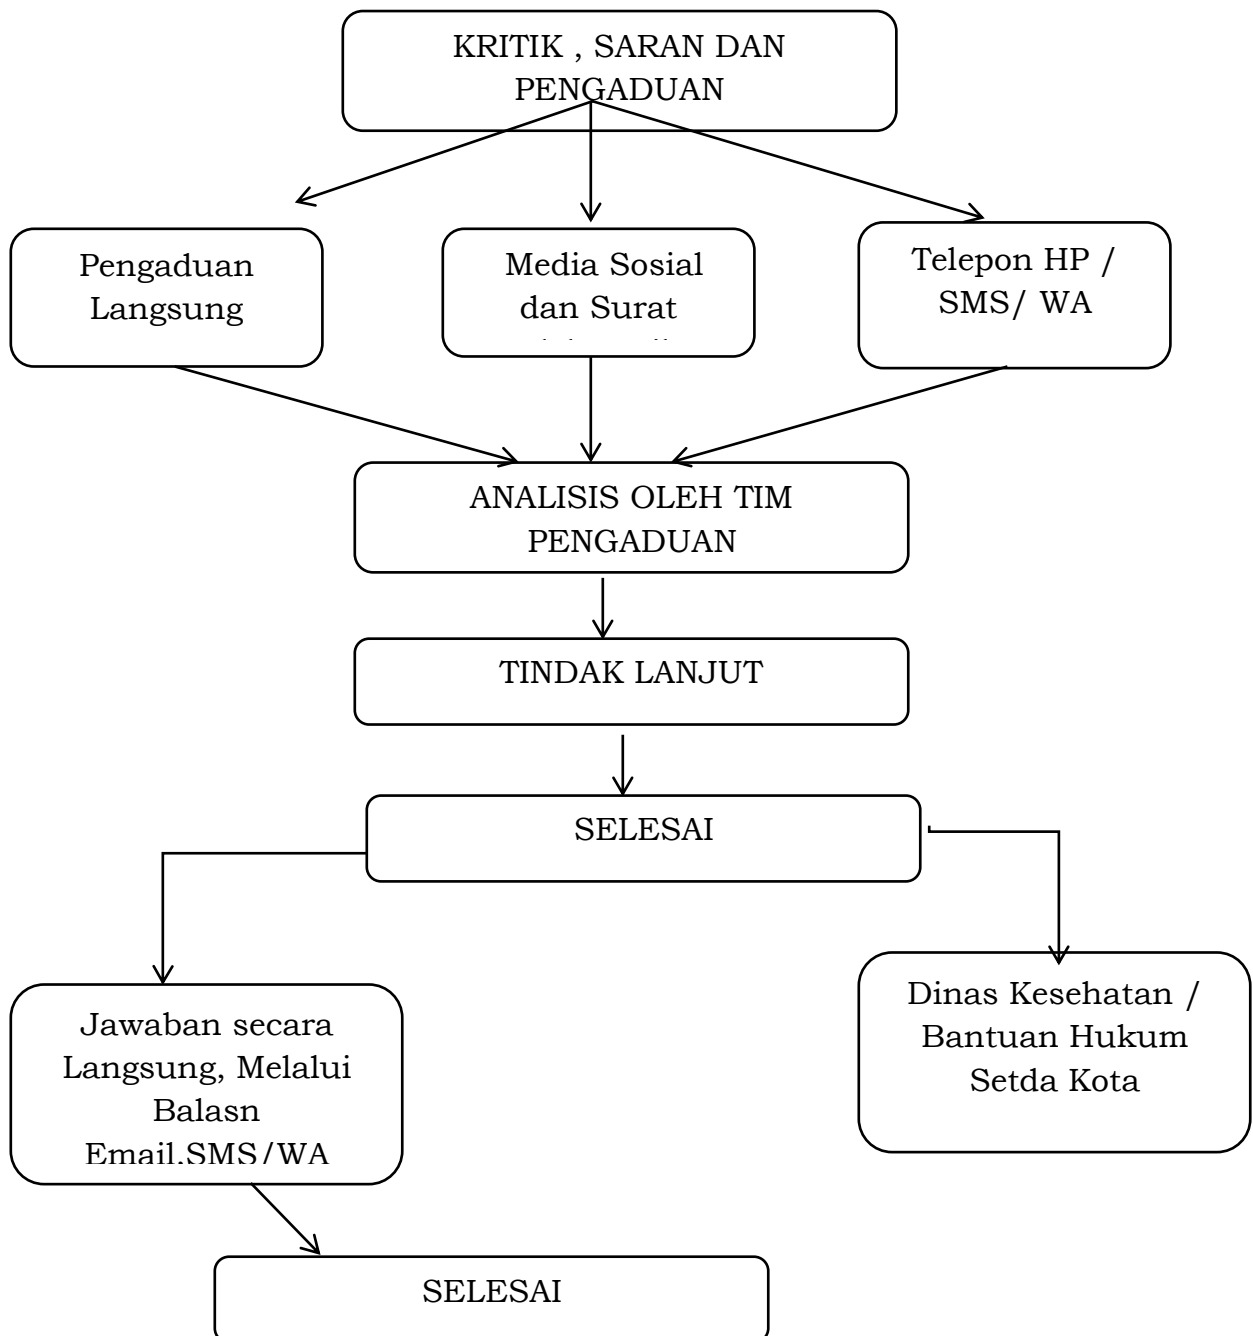 KRITIK , SARAN DAN
PENGADUAN
Pengaduan
Langsung
Media Sosial
dan Surat
Telepon HP /
SMS/ WA
ANALISIS OLEH TIM
PENGADUAN
TINDAK LANJUT
SELESAI
Jawaban secara
Langsung, Melalui
Balasn
Email.SMS/WA
Dinas Kesehatan /
Bantuan Hukum
Setda Kota
SELESAI